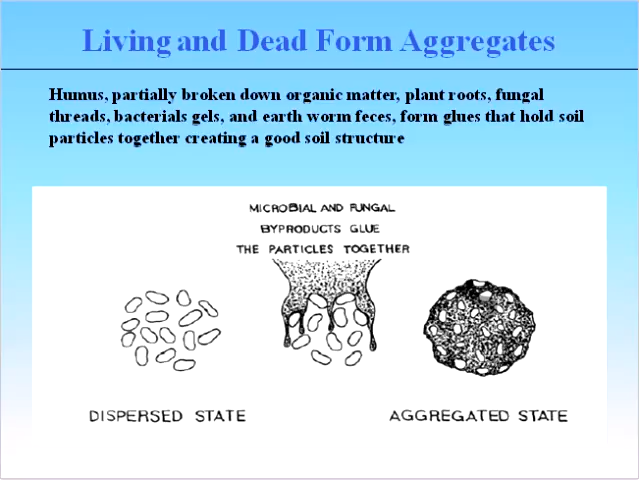 Living and Dead Form Aggregates
Humus, partially broken down organic matter, plant roots, fungal
threads, bacterials gels, and earth worm feces, form glues that hold soil
particles together creating a good soil structure
MICROBIAL AND FUNGAL
BYPRODUCTS GLUE
THE PARTICLES TOGETHER
DISPERSED STATE
AGGREGATED STATE